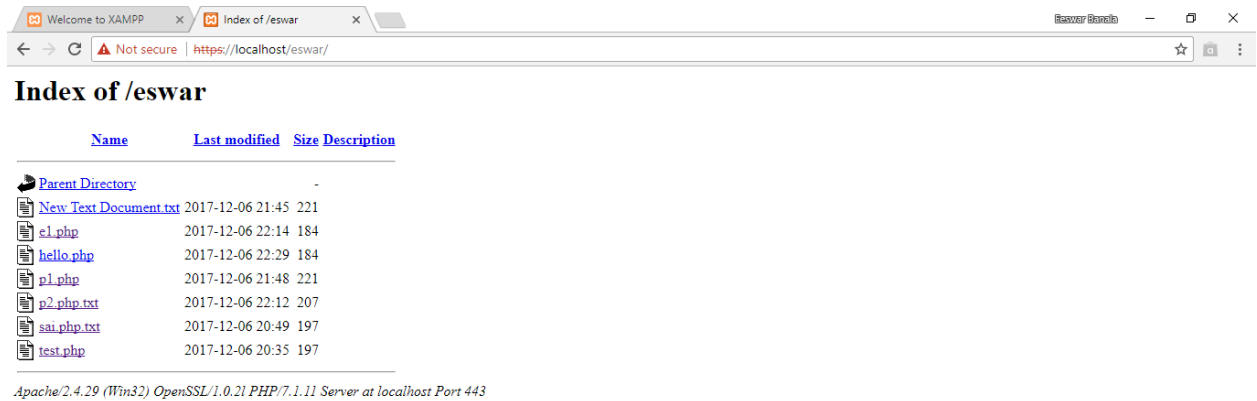 Welcome to XAMPP Index of /eswar Eeswar Banala
Not secure https://localhost/eswar/
Index of /eswar
Name Last modified Size Description
Parent Directory -
New Text Document.txt 2017-12-06 21:45 221
e1.php 2017-12-06 22:14 184
hello.php 2017-12-06 22:29 184
p1.php 2017-12-06 21:48 221
p2.php.txt 2017-12-06 22:12 207
sai.php.txt 2017-12-06 20:49 197
test.php 2017-12-06 20:35 197
Apache/2.4.29 (Win32) OpenSSL/1.0.2l PHP/7.1.11 Server at localhost Port 443